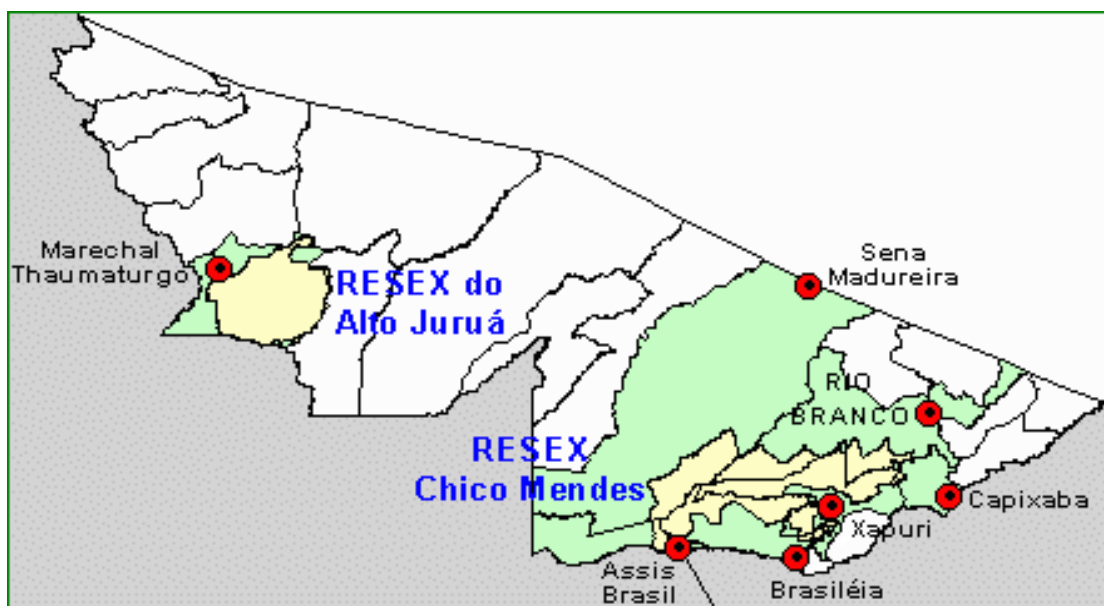 Marechal
Thaumaturgo
RESEX do
Alto Juruá
Sena
Madureira
RIO
BRANCO
RESEX
Chico Mendes
Capixaba
Xapuri
Assis
Brasil
Brasiléia